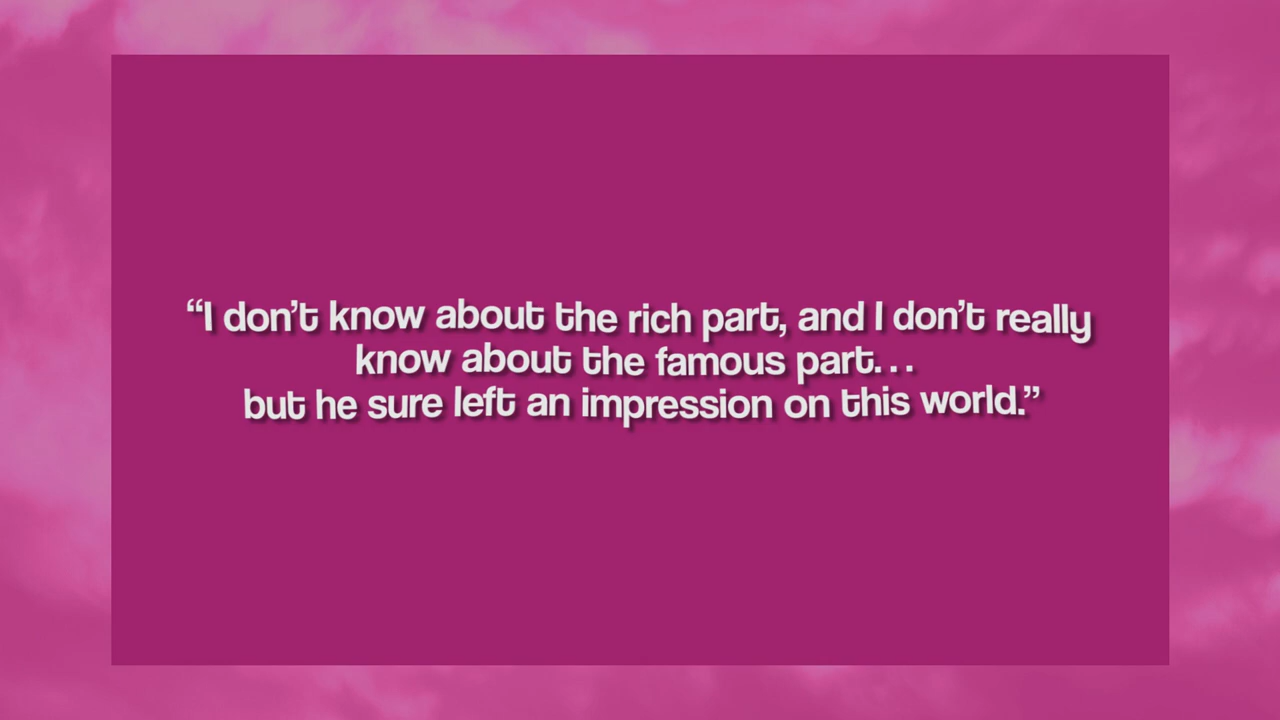 “I don’t know about the rich part, and I don’t really
know about the famous part...
but he sure left an impression on this world.”